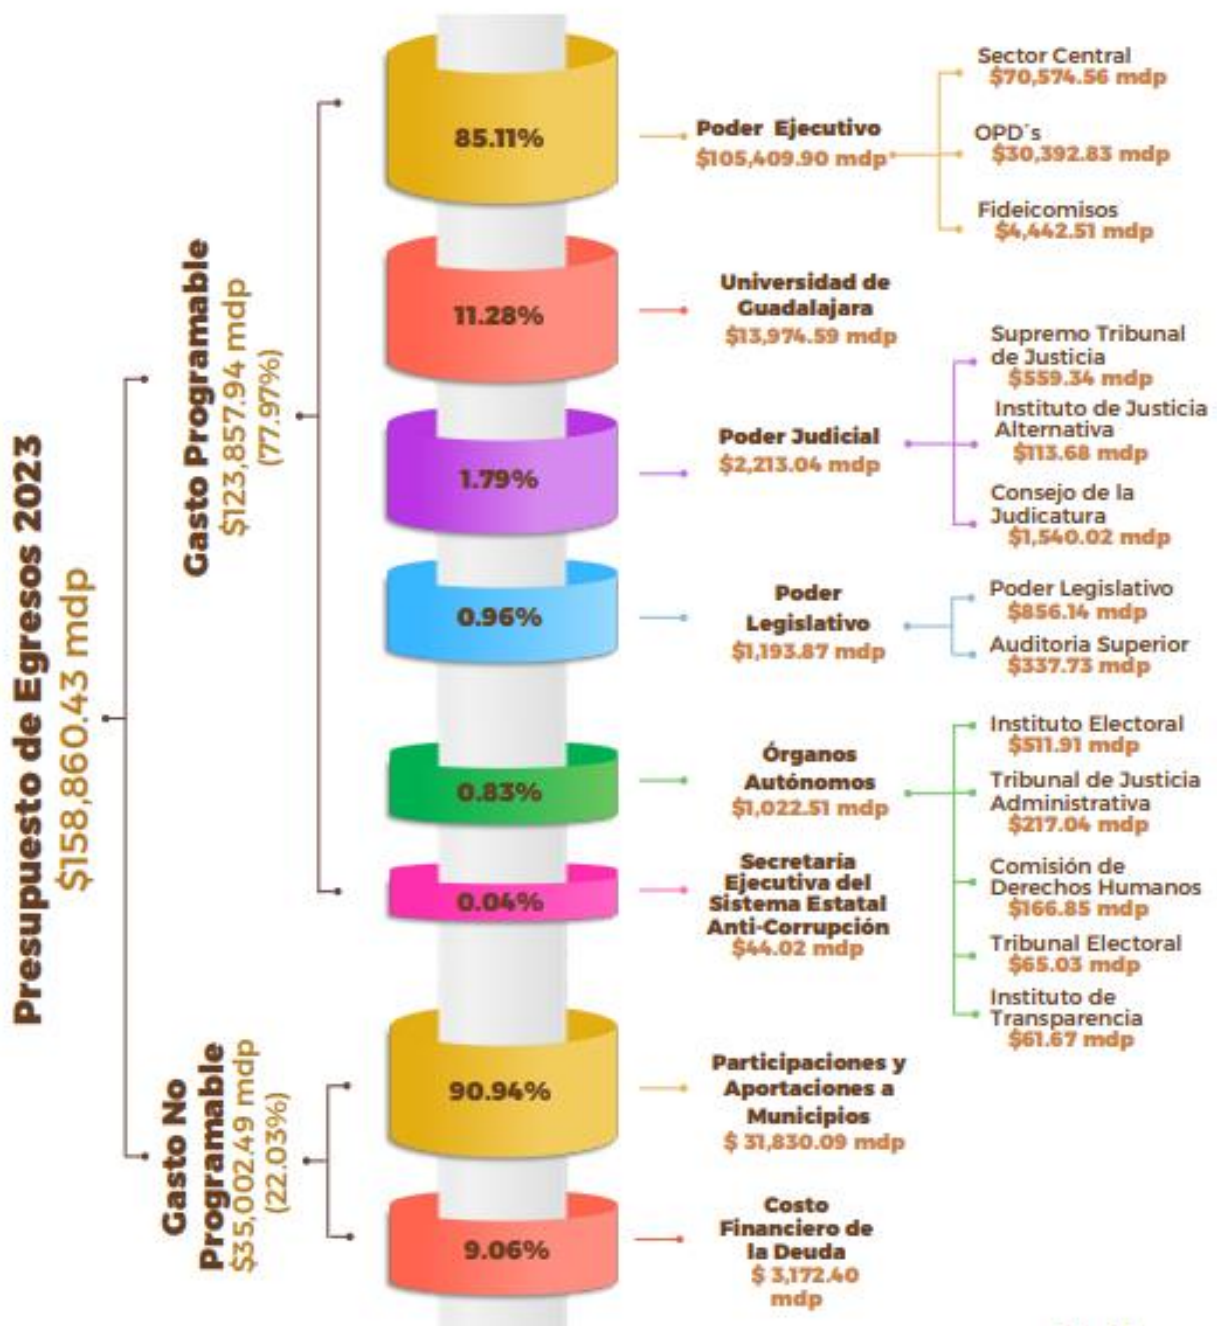 Presupuesto de Egresos 2023
$158,860.43 mdp
Gasto Programable
$123,857.94 mdp
(77.97%)
85.11%
Poder Ejecutivo
$105,409.90 mdp
Sector Central
$70,574.56 mdp
OPD´s
$30,392.83 mdp
Fideicomisos
$4,442.51 mdp
11.28%
Universidad de
Guadalajara
$13,974.59 mdp
1.79%
Poder Judicial
$2,213.04 mdp
Supremo Tribunal
de Justicia
$559.34 mdp
Instituto de Justicia
Alternativa
$113.68 mdp
Consejo de la
Judicatura
$1,540.02 mdp
0.96%
Poder
Legislativo
$1,193.87 mdp
Poder Legislativo
$856.14 mdp
Auditoria Superior
$337.73 mdp
0.83%
Órganos
Autónomos
$1,022.51 mdp
Instituto Electoral
$511.91 mdp
Tribunal de Justicia
Administrativa
$217.04 mdp
Comisión de
Derechos Humanos
$166.85 mdp
Tribunal Electoral
$65.03 mdp
Instituto de
Transparencia
$61.67 mdp
0.04%
Secretaría
Ejecutiva del
Sistema Estatal
Anti-Corrupción
$44.02 mdp
Gasto No
Programable
$35,002.49 mdp
(22.03%)
90.94%
Participaciones y
Aportaciones a
Municipios
$ 31,830.09 mdp
9.06%
Costo
Financiero de
la Deuda
$ 3,172.40
mdp